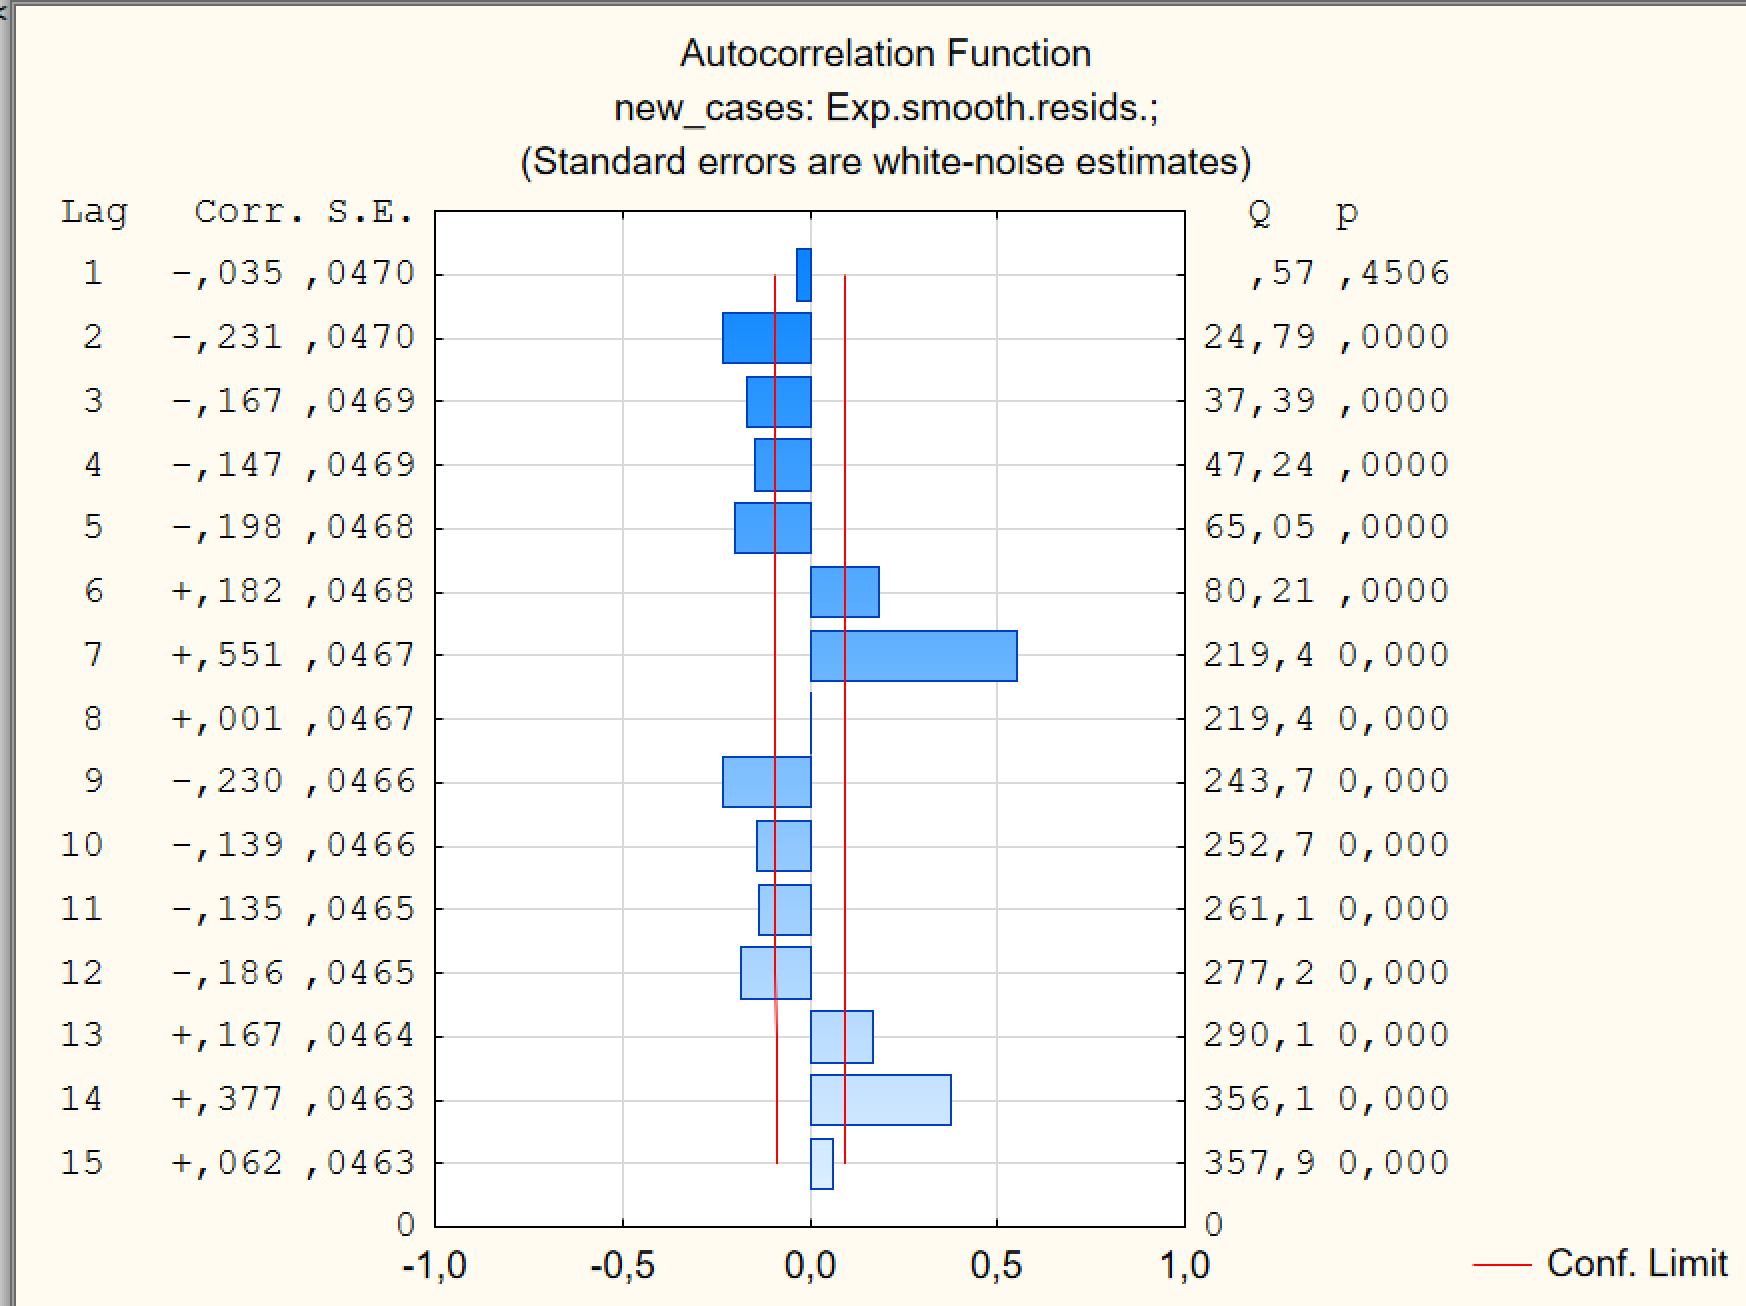 Autocorrelation Function
new_cases: Exp.smooth.resids.;
(Standard errors are white-noise estimates)
Lag Corr. S.E. Q p
1 -,035 ,0470 ,57 ,4506
2 -,231 ,0470 24,79 ,0000
3 -,167 ,0469 37,39 ,0000
4 -,147 ,0469 47,24 ,0000
5 -,198 ,0468 65,05 ,0000
6 +,182 ,0468 80,21 ,0000
7 +,551 ,0467 219,4 0,000
8 +,001 ,0467 219,4 0,000
9 -,230 ,0466 243,7 0,000
10 -,139 ,0466 252,7 0,000
11 -,135 ,0465 261,1 0,000
12 -,186 ,0465 277,2 0,000
13 +,167 ,0464 290,1 0,000
14 +,377 ,0463 356,1 0,000
15 +,062 ,0463 357,9 0,000
0 0
-1,0 -0,5 0,0 0,5 1,0
Conf. Limit